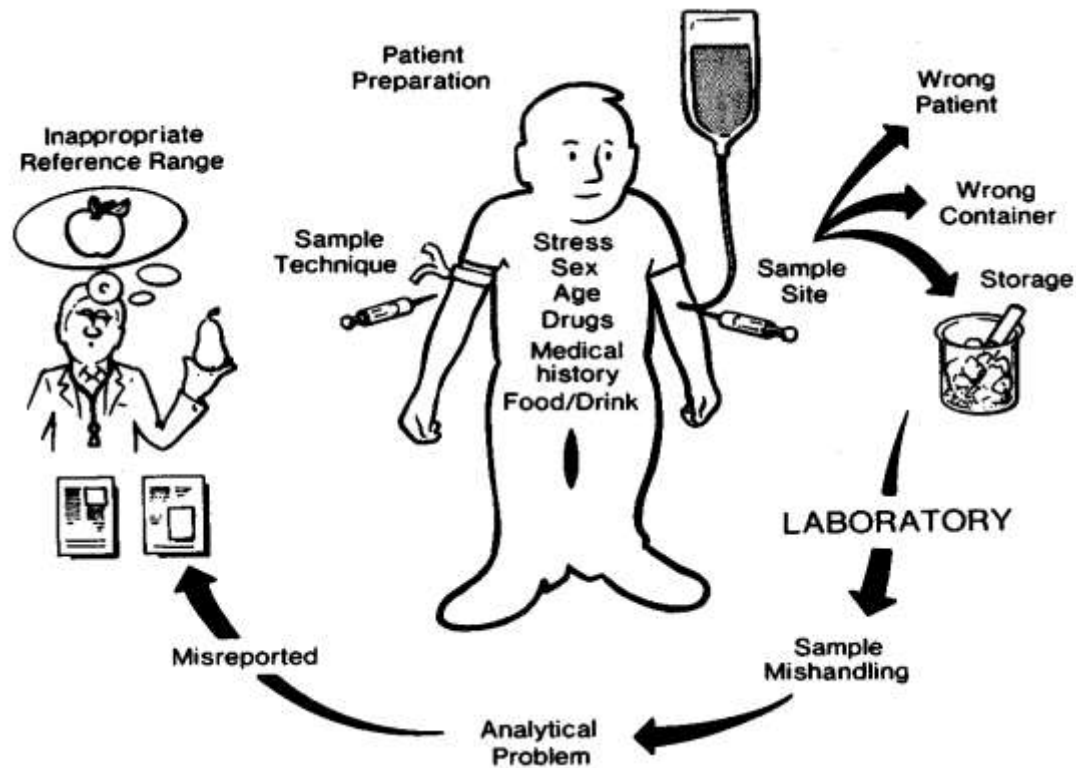 Patient
Preparation
Wrong
Patient
Inappropriate
Reference Range
Wrong
Container
Sample
Technique
Stress
Sex
Age
Drugs
Medical
history
Food/Drink
Sample
Site
Storage
LABORATORY
Sample
Mishandling
Misreported
Analytical
Problem